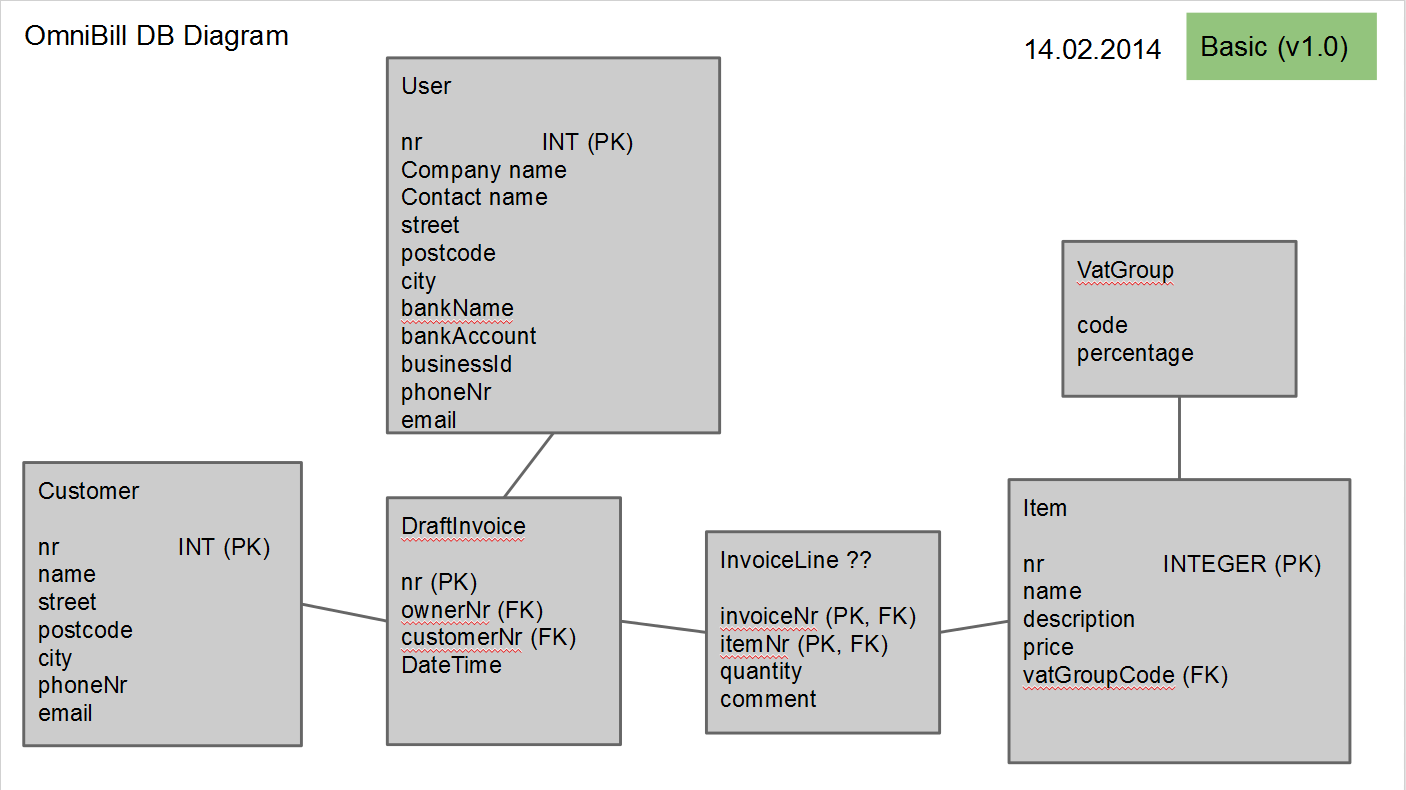 OmniBill DB Diagram
14.02.2014
Basic (v1.0)
User
nr INT (PK)
Company name
Contact name
street
postcode
city
bankName
bankAccount
businessId
phoneNr
email
VatGroup
code
percentage
Customer
nr INT (PK)
name
street
postcode
city
phoneNr
email
DraftInvoice
nr (PK)
ownerNr (FK)
customerNr (FK)
DateTime
InvoiceLine ??
invoiceNr (PK, FK)
itemNr (PK, FK)
quantity
comment
Item
nr INTEGER (PK)
name
description
price
vatGroupCode (FK)